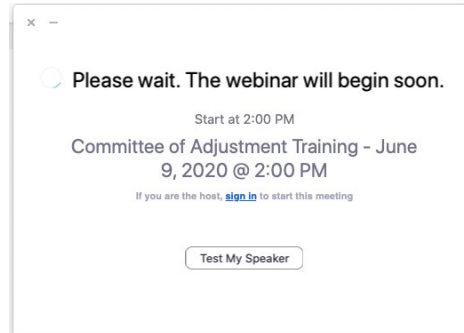 Please wait. The webinar will begin soon.
Start at 2:00 PM
Committee of Adjustment Training - June
9, 2020 @ 2:00 PM
If you are the host, sign in to start this meeting
Test My Speaker